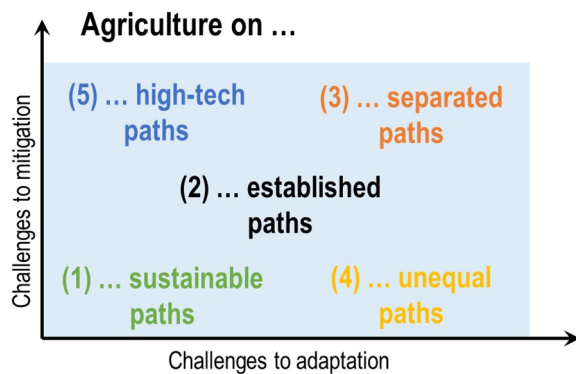 Agriculture on ...
(5) ... high-tech
paths
(3) ... separated
paths
(2) ... established
paths
(1) ... sustainable
paths
(4) ... unequal
paths
Challenges to mitigation
Challenges to adaptation